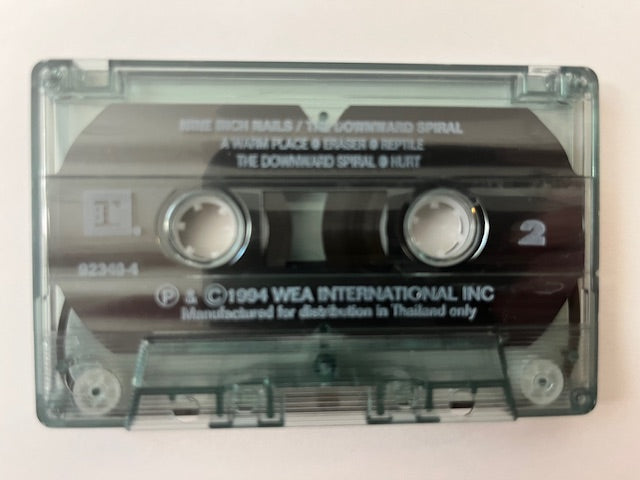 NINE INCH NAILS / THE DOWNWARD SPIRAL
A WARM PLACE ⊚ ERASER ⊚ REPTILE
THE DOWNWARD SPIRAL ⊚ HURT
2
92346-4
Ⓟ & ©1994 WEA INTERNATIONAL INC
Manufactured for distribution in Thailand only